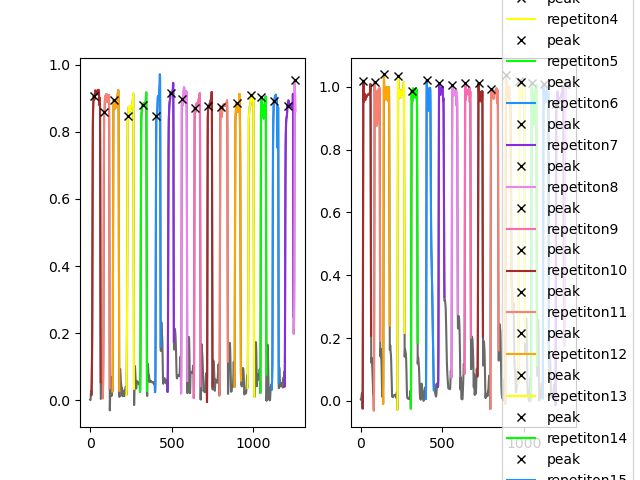 peak
repetiton4
peak
repetiton5
peak
repetiton6
peak
repetiton7
peak
repetiton8
peak
repetiton9
peak
repetiton10
peak
repetiton11
peak
repetiton12
peak
repetiton13
peak
repetiton14
peak
repetiton15
1.0
0.8
0.6
0.4
0.2
0.0
0
500
1000
1.0
0.8
0.6
0.4
0.2
0.0
0
500
1000